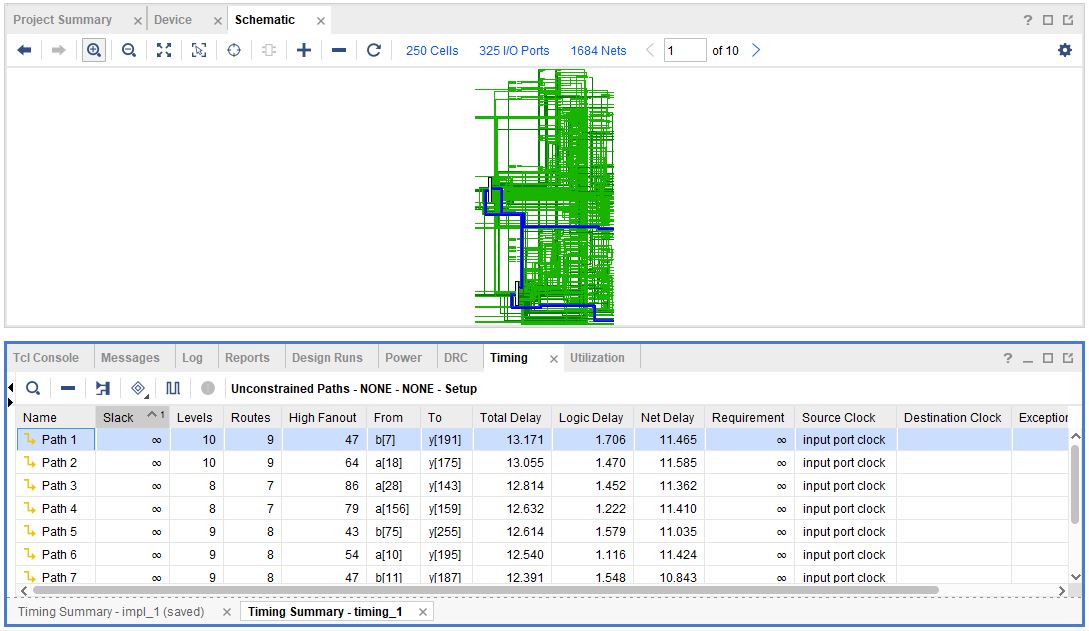 Project Summary Device Schematic
250 Cells 325 I/O Ports 1684 Nets 1 of 10
Tcl Console Messages Log Reports Design Runs Power DRC Timing Utilization
Unconstrained Paths - NONE - NONE - Setup
Name Slack 1 Levels Routes High Fanout From To Total Delay Logic Delay Net Delay Requirement Source Clock Destination Clock Exception
Path 1 ∞ 10 9 47 b[7] y[191] 13.171 1.706 11.465 ∞ input port clock
Path 2 ∞ 10 9 64 a[18] y[175] 13.055 1.470 11.585 ∞ input port clock
Path 3 ∞ 8 7 86 a[28] y[143] 12.814 1.452 11.362 ∞ input port clock
Path 4 ∞ 8 7 79 a[156] y[159] 12.632 1.222 11.410 ∞ input port clock
Path 5 ∞ 9 8 43 b[75] y[255] 12.614 1.579 11.035 ∞ input port clock
Path 6 ∞ 9 8 54 a[10] y[195] 12.540 1.116 11.424 ∞ input port clock
Path 7 ∞ 9 8 47 b[11] y[187] 12.391 1.548 10.843 ∞ input port clock
Timing Summary - impl_1 (saved) Timing Summary - timing_1